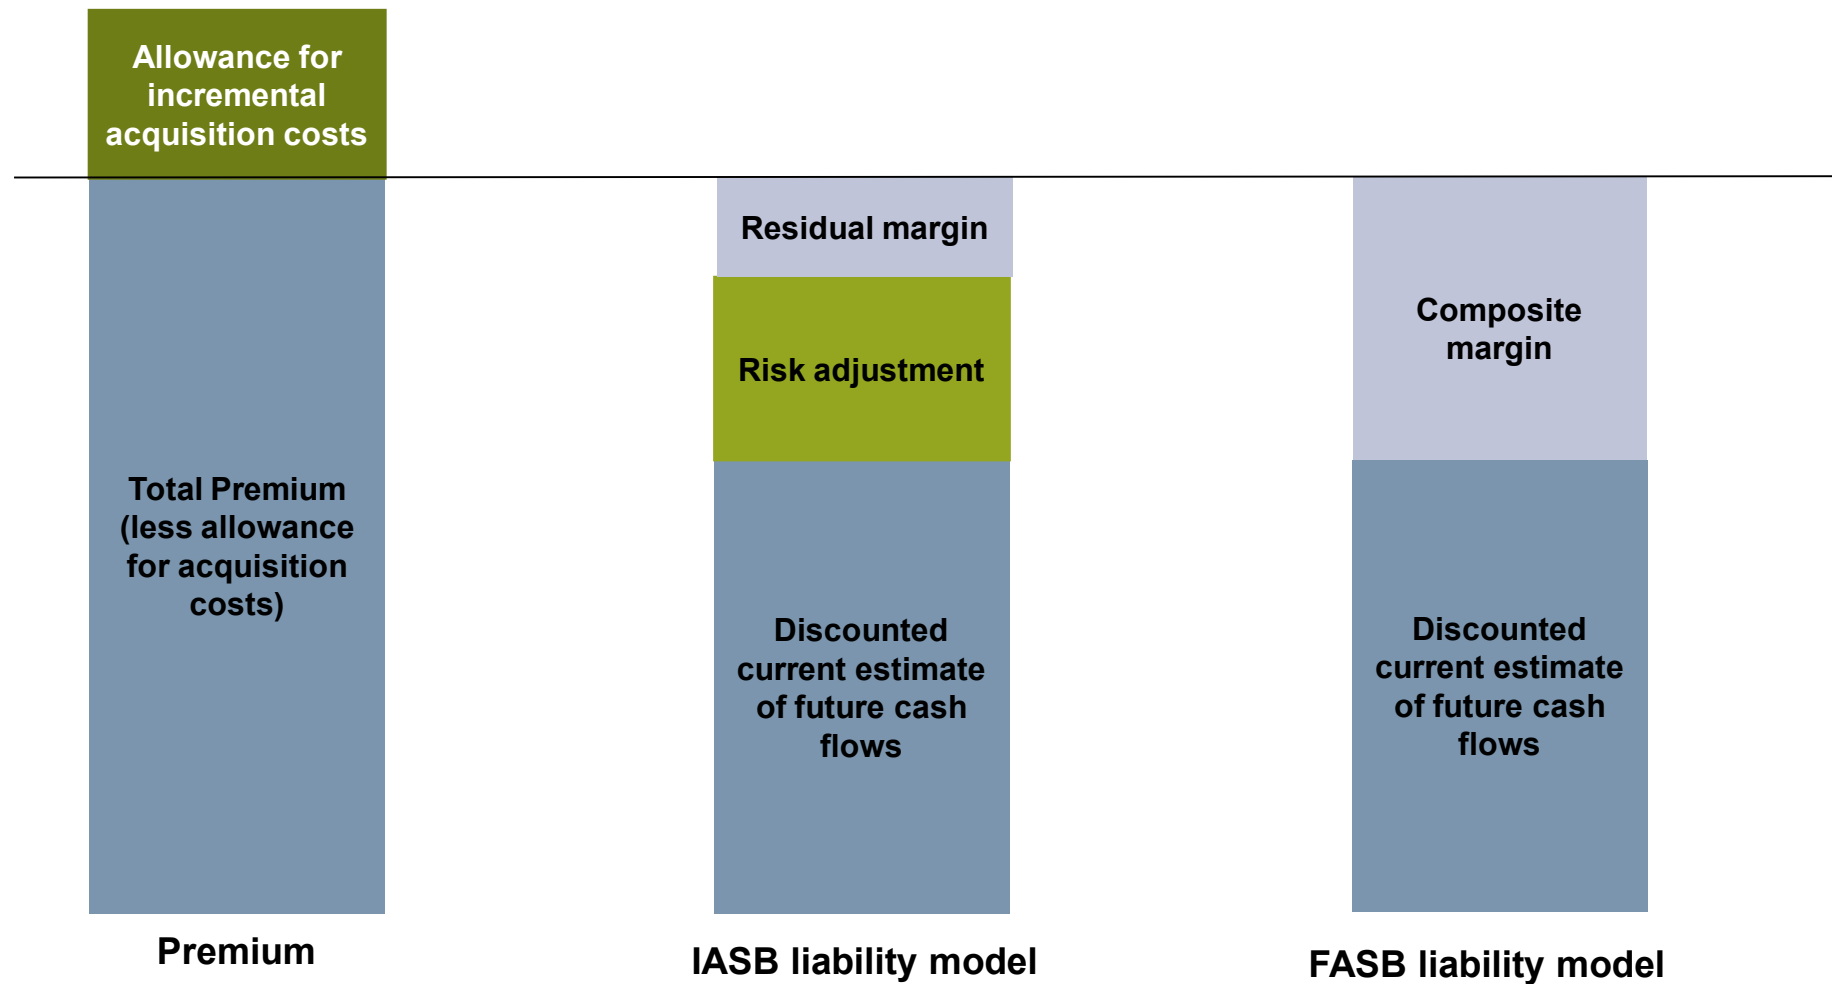 Allowance for
incremental
acquisition costs
Total Premium
(less allowance
for acquisition
costs)
Premium
Residual margin
Risk adjustment
Discounted
current estimate
of future cash
flows
IASB liability model
Composite
margin
Discounted
current estimate
of future cash
flows
FASB liability model